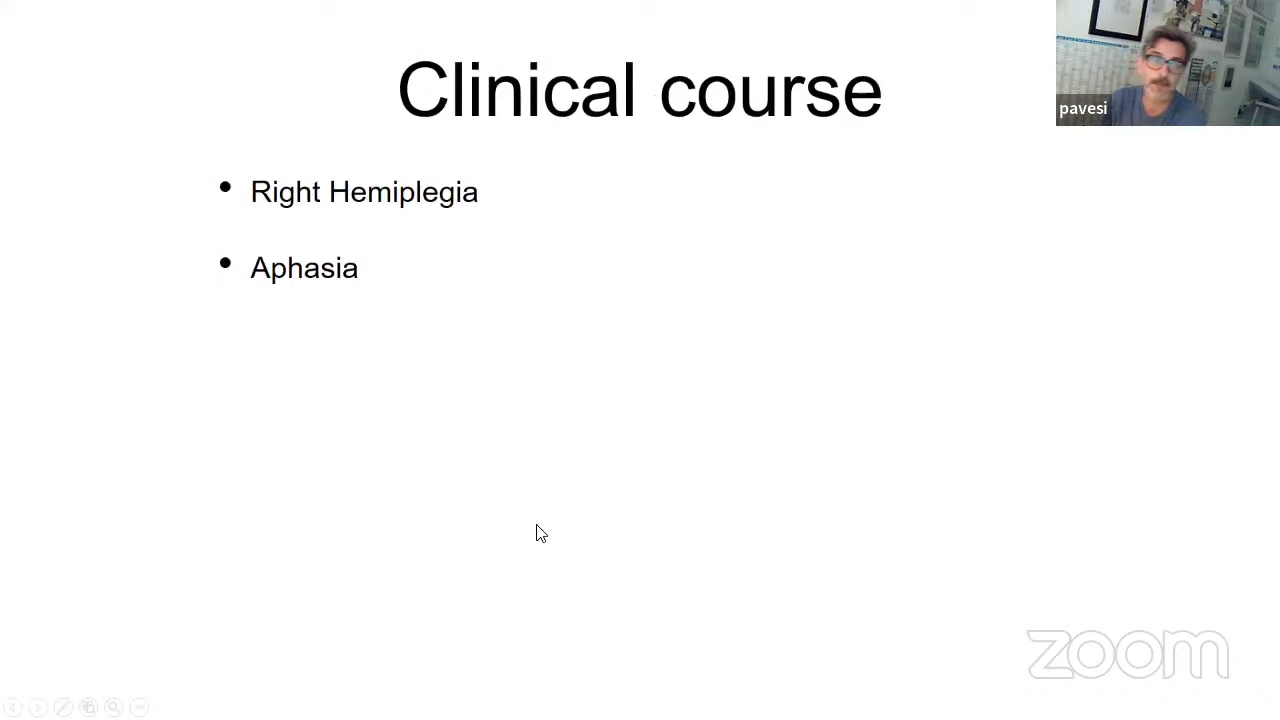 Clinical course
pavesi
• Right Hemiplegia
• Aphasia
zoom